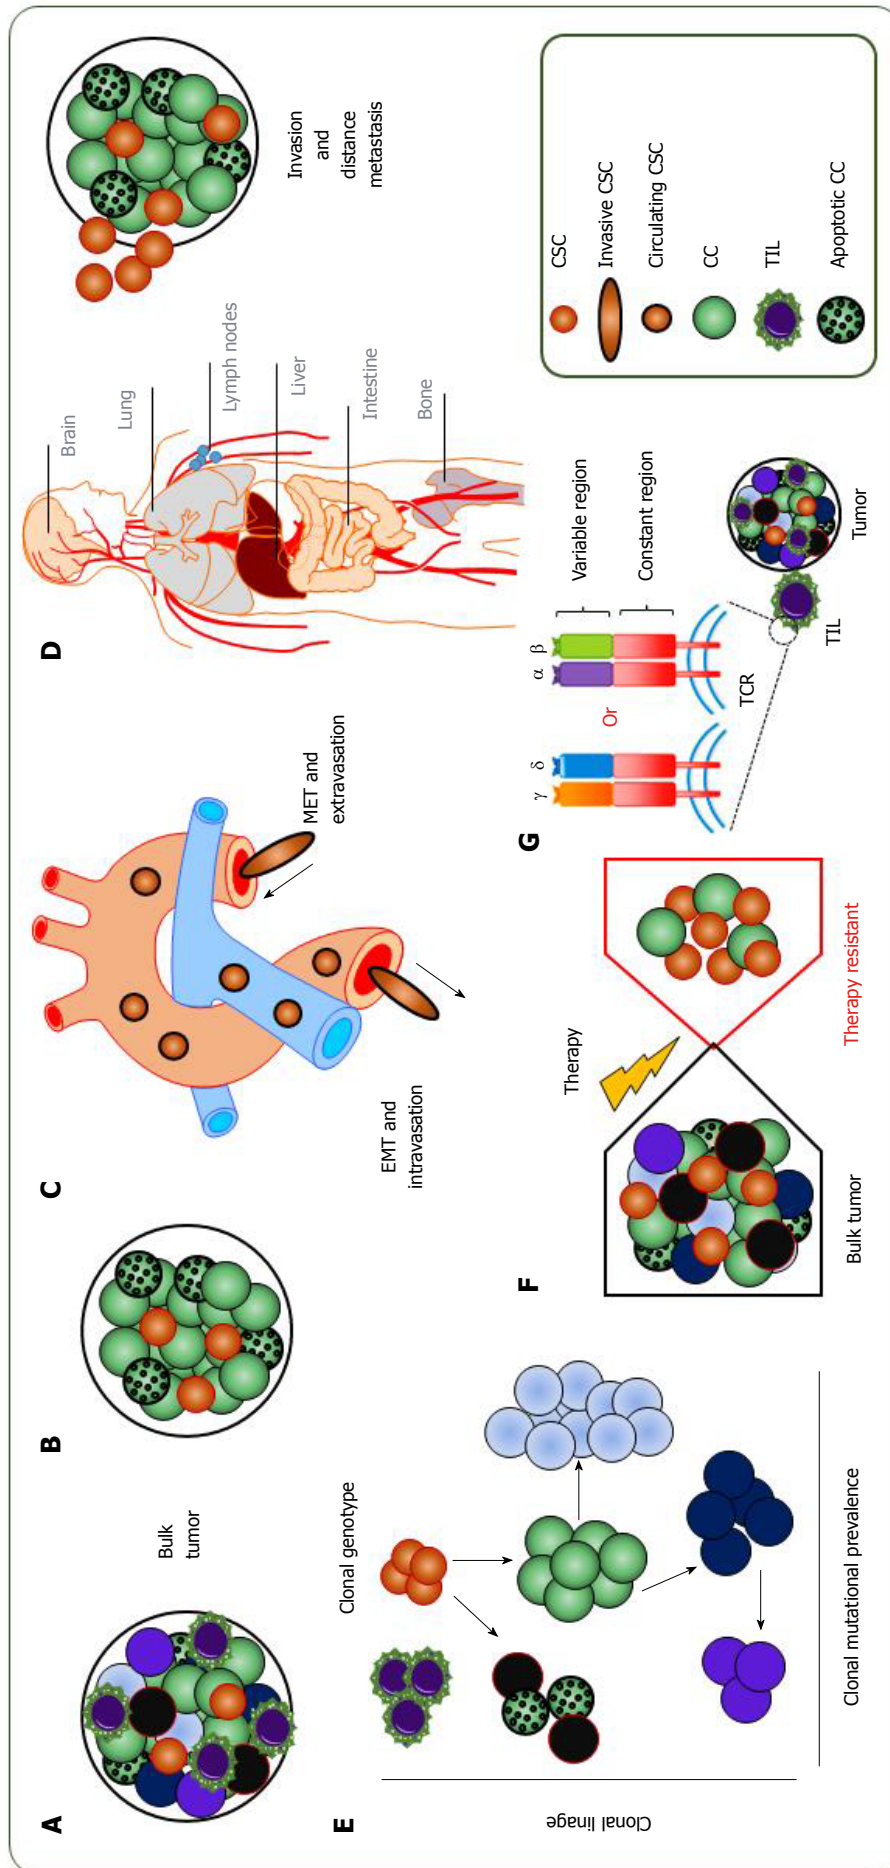 A
Bulk
tumor
B
C
EMT and
intravasation
MET and
extravasation
D
Brain
Lung
Lymph nodes
Liver
Intestine
Bone
Invasion
and
distance
metastasis
E
Clonal genotype
Clonal linage
Clonal mutational prevalence
F
Therapy
Bulk tumor
Therapy resistant
G
γ δ
Or
α β
Variable region
Constant region
TCR
TIL
Tumor
CSC
Invasive CSC
Circulating CSC
CC
TIL
Apoptotic CC